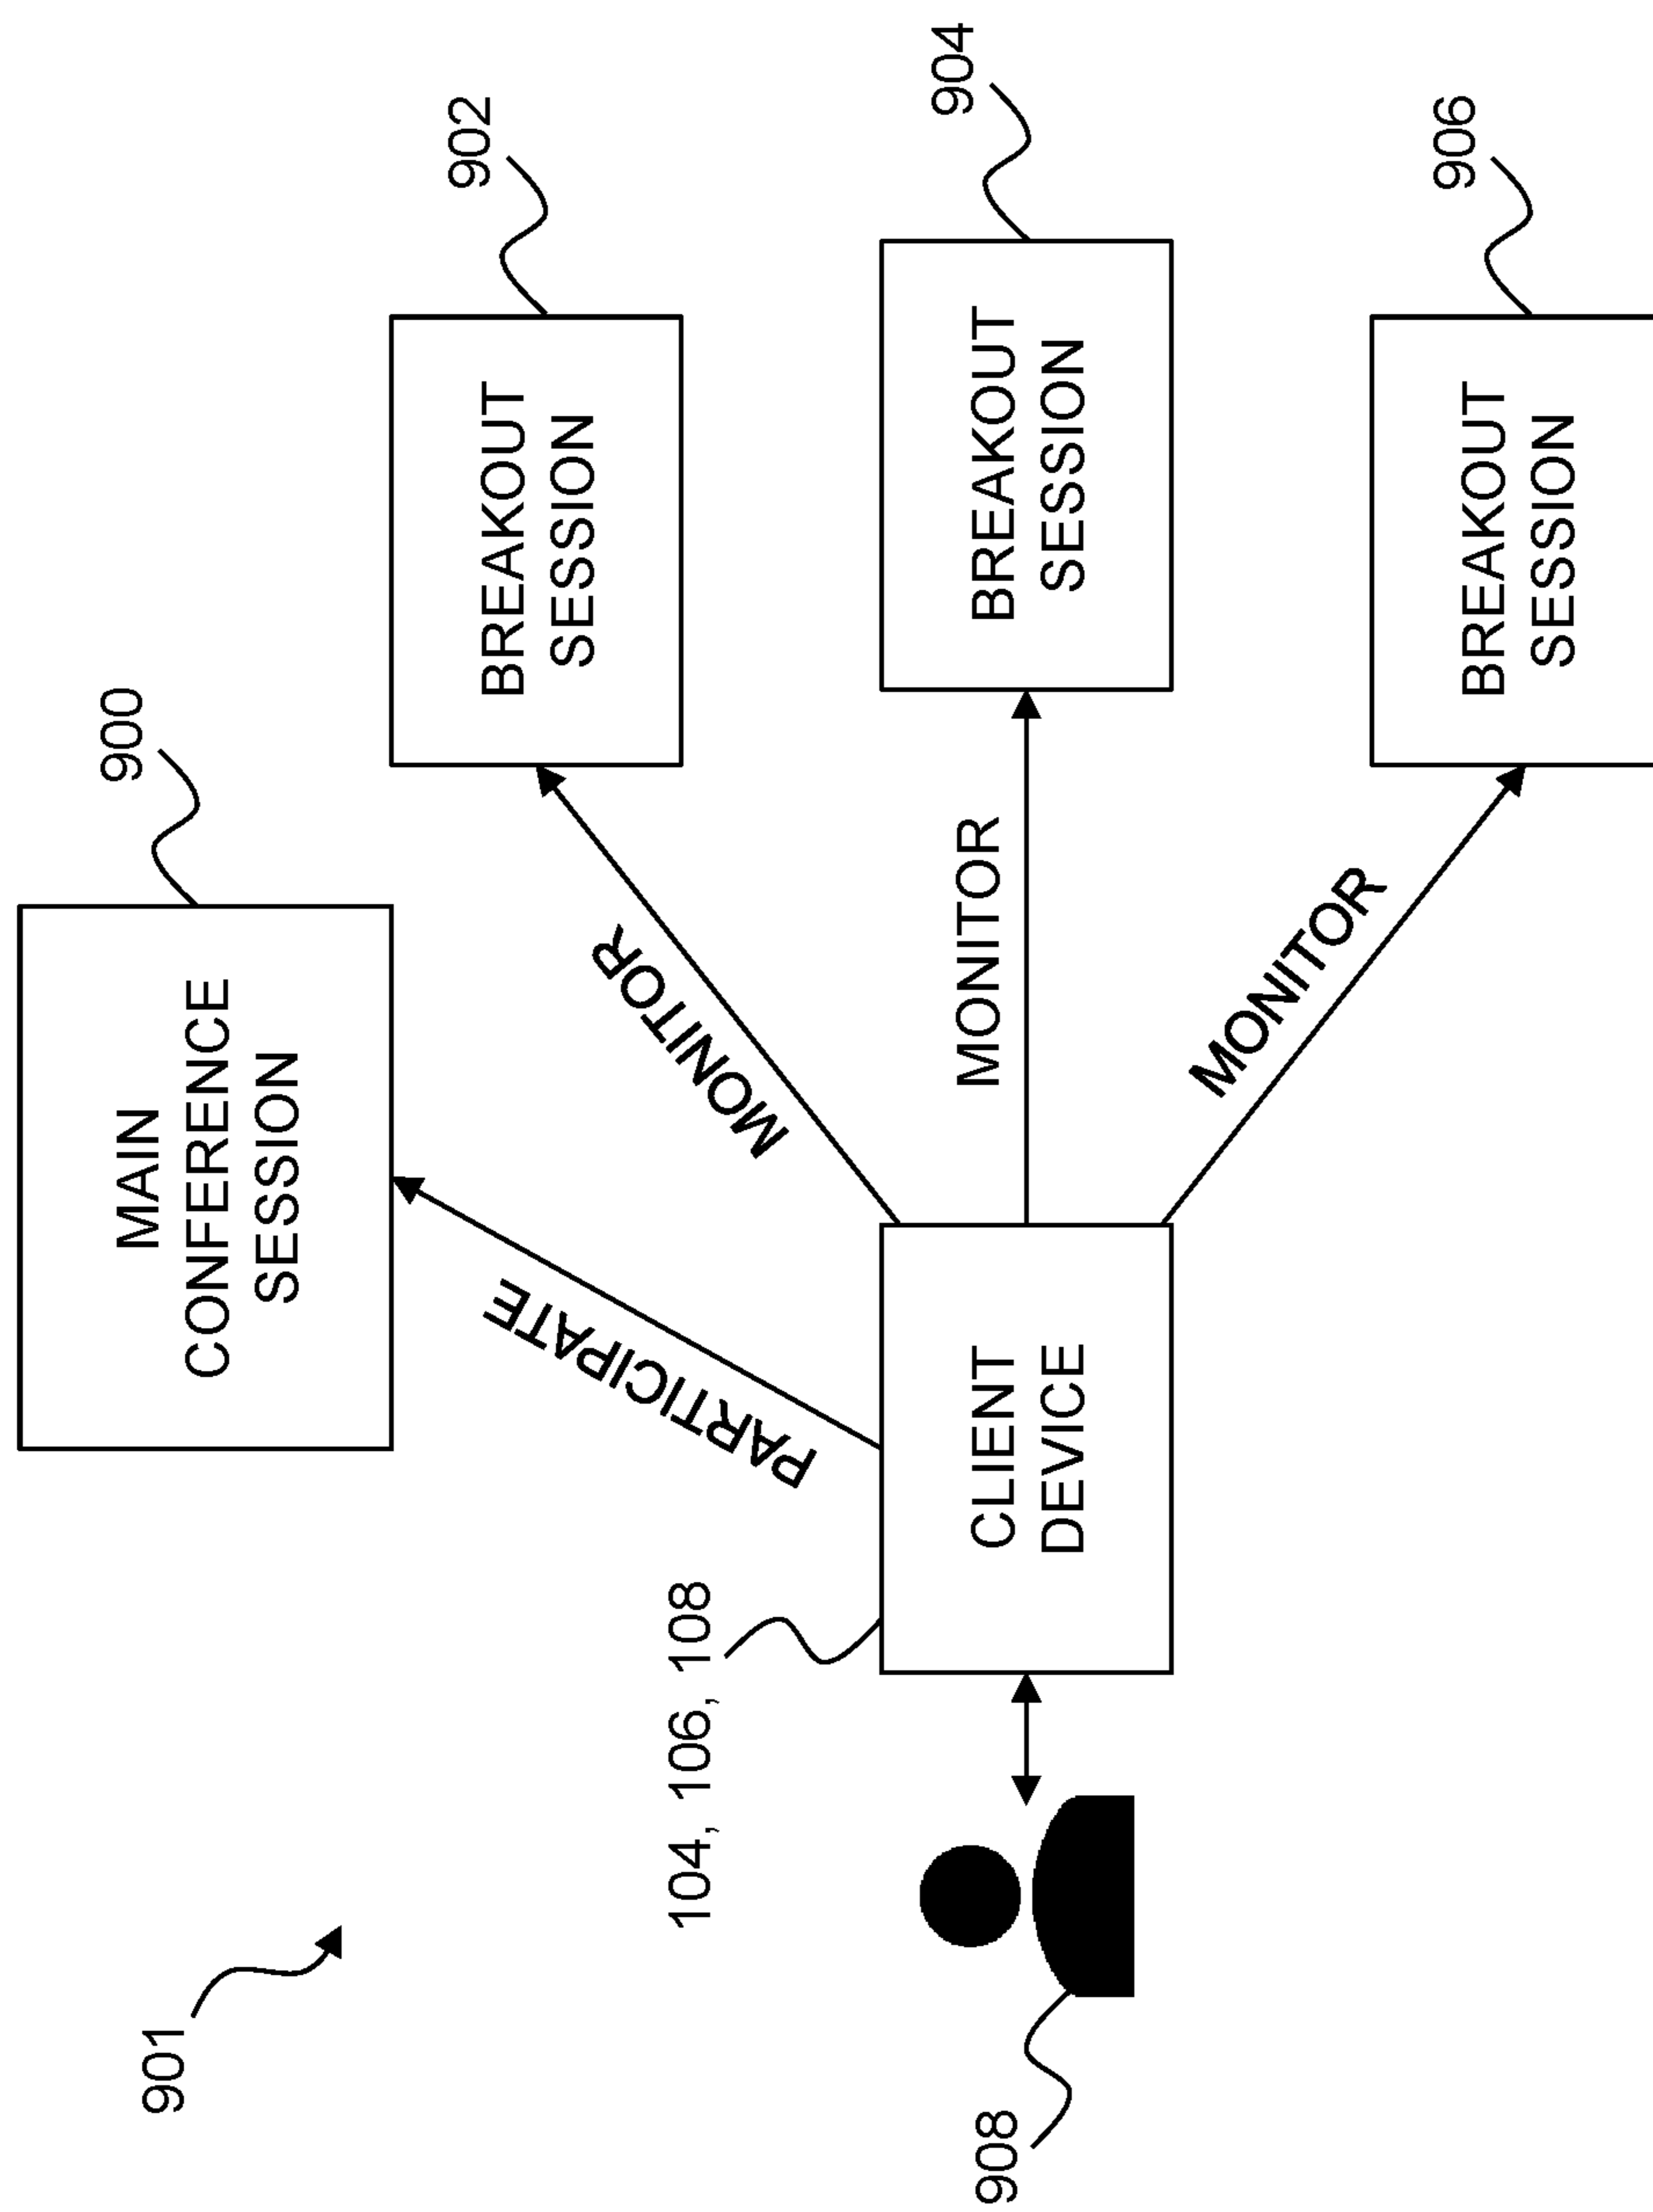 901
900
MAIN
CONFERENCE
SESSION
902
BREAKOUT
SESSION
PARTICIPATE
MONITOR
104, 106, 108
908
CLIENT
DEVICE
MONITOR
904
BREAKOUT
SESSION
MONITOR
906
BREAKOUT
SESSION